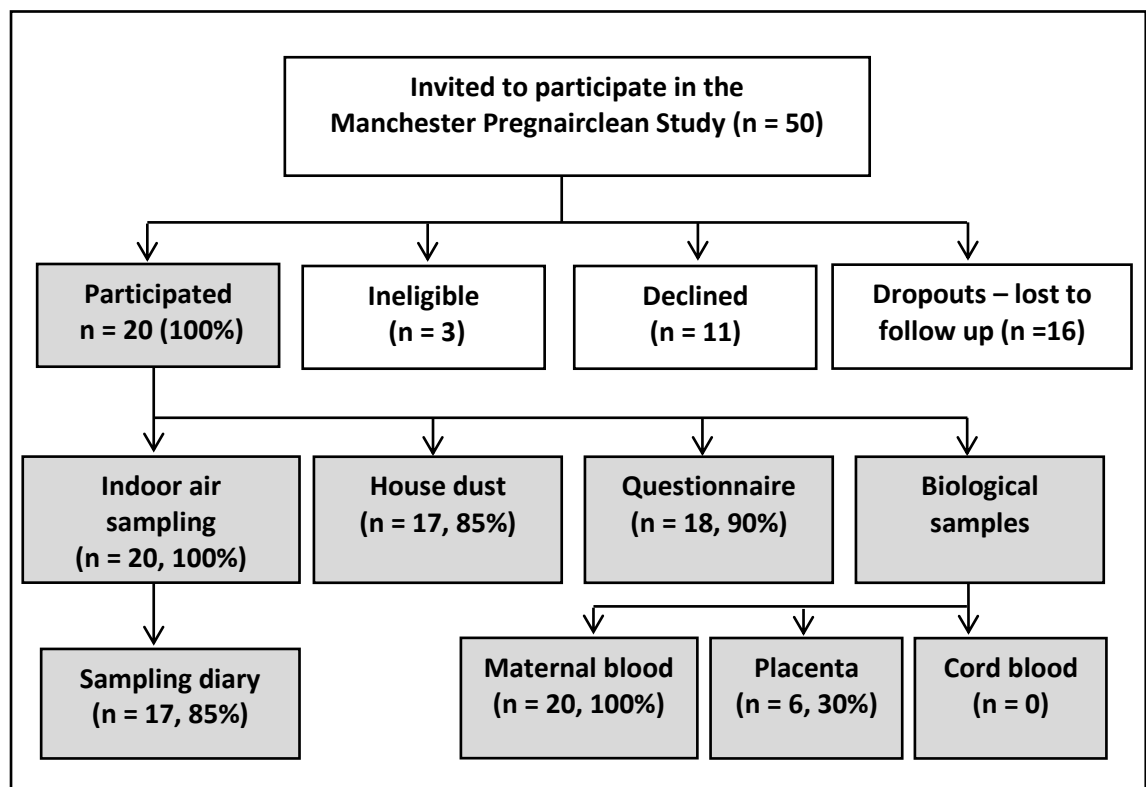 Invited to participate in the
Manchester Pregnairclean Study (n = 50)
Participated
n = 20 (100%)
Ineligible
(n = 3)
Declined
(n = 11)
Dropouts – lost to
follow up (n =16)
Indoor air
sampling
(n = 20, 100%)
House dust
(n = 17, 85%)
Questionnaire
(n = 18, 90%)
Biological
samples
Sampling diary
(n = 17, 85%)
Maternal blood
(n = 20, 100%)
Placenta
(n = 6, 30%)
Cord blood
(n = 0)